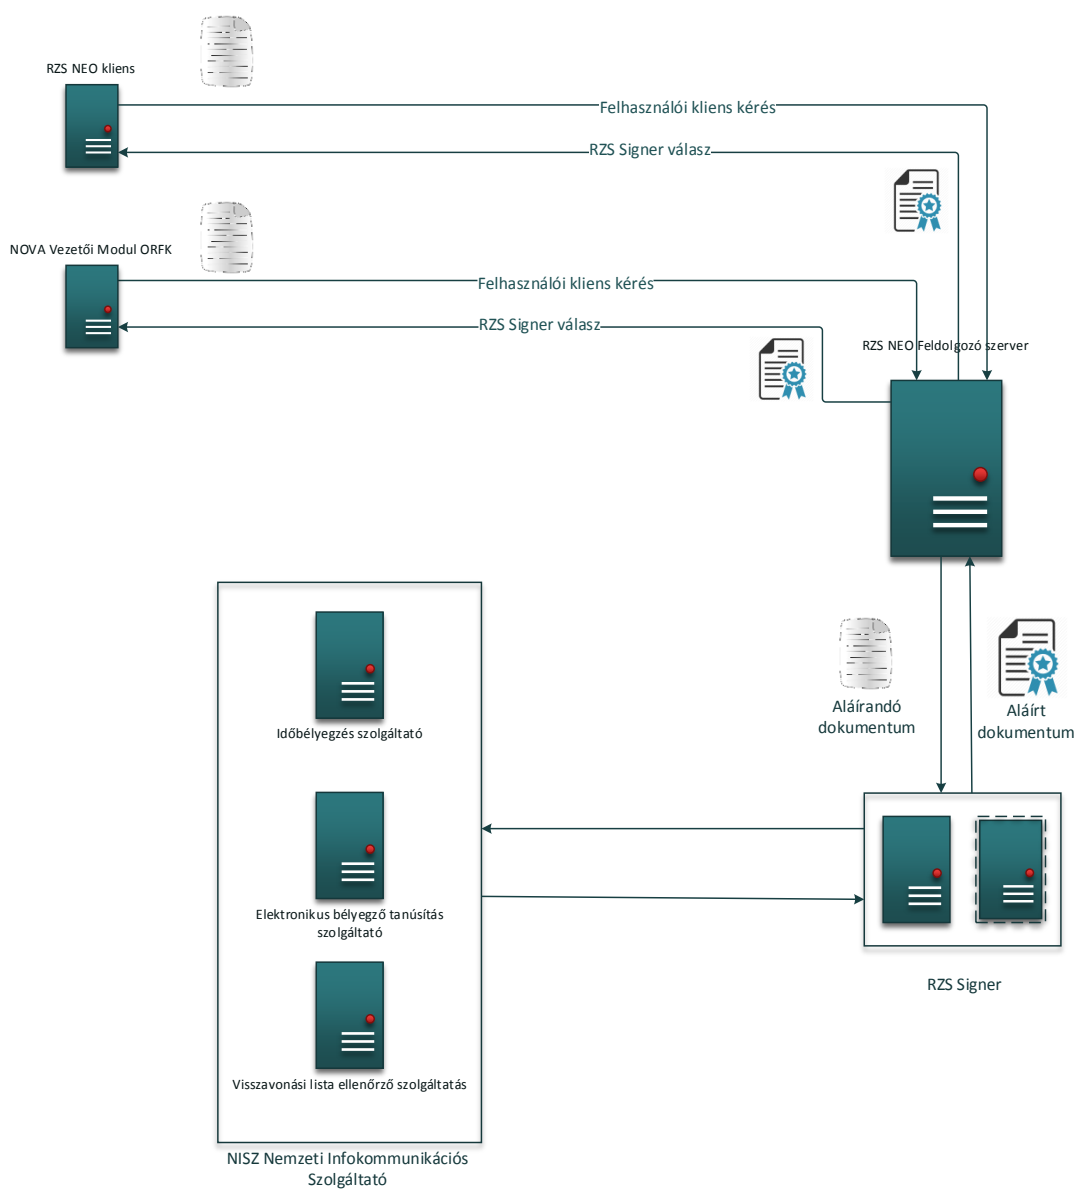 RZS NEO kliens
Felhasználói kliens kérés
RZS Signer válasz
NOVA Vezetői Modul ORFK
Felhasználói kliens kérés
RZS Signer válasz
RZS NEO Feldolgozó szerver
Aláírandó
dokumentum
Aláírt
dokumentum
Időbélyegzés szolgáltató
Elektronikus bélyegző tanúsítás
szolgáltató
RZS Signer
Visszavonási lista ellenőrző szolgáltatás
NISZ Nemzeti Infokommunikációs
Szolgáltató